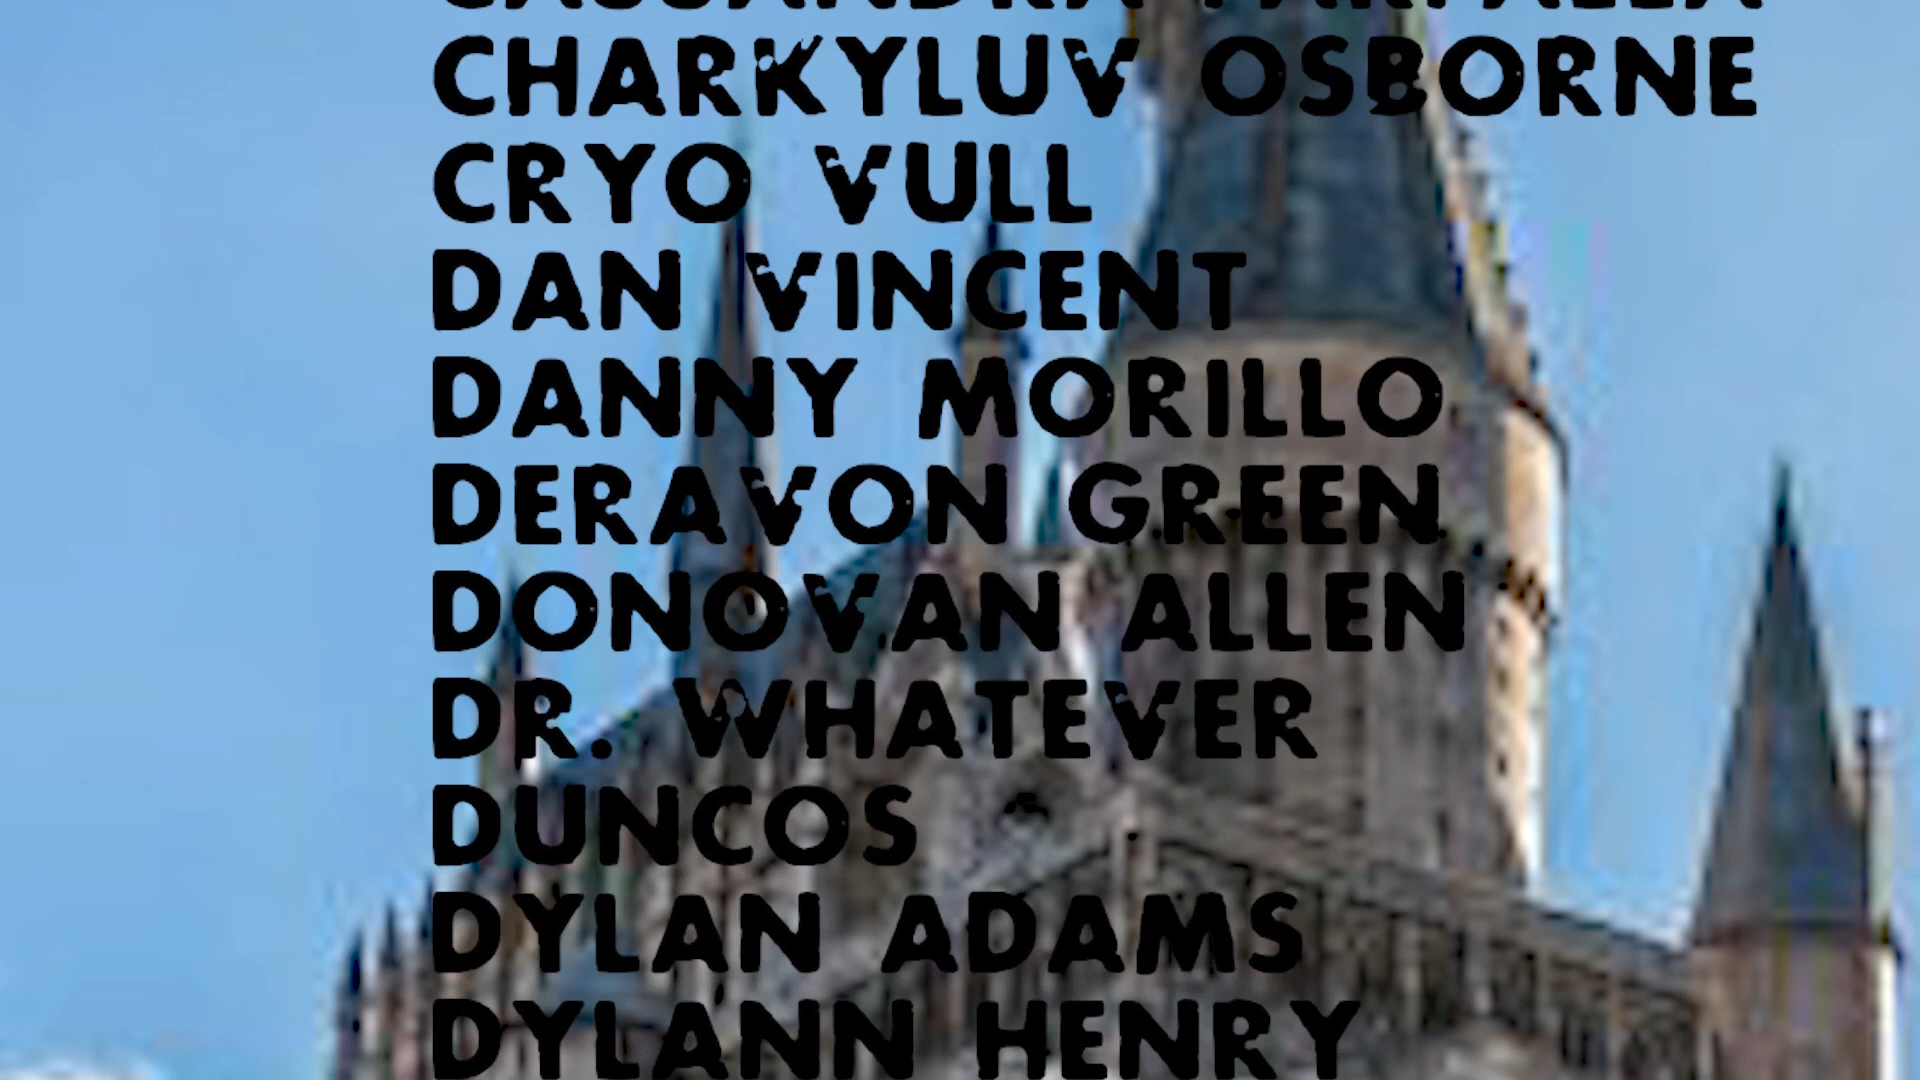 CHARKYLUV OSBORNE
CRYO VULL
DAN VINCENT
DANNY MORILLO
DERAVON GREEN
DONOVAN ALLEN
DR. WHATEVER
DUNCOS
DYLAN ADAMS
DYLANN HENRY